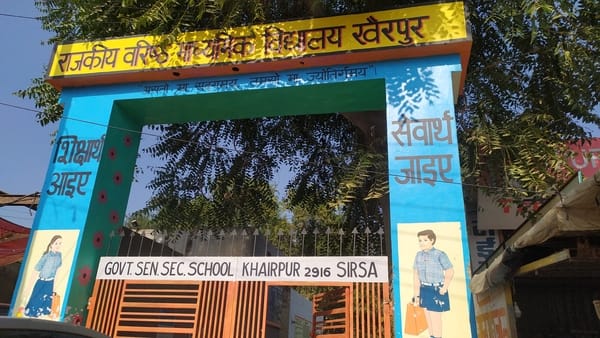 राजकीय वरिष्ठ माध्यमिक विद्यालय खैरपुर
असतो मा सद्गमय तमसो मा ज्योतिर्गमय"
शिक्षार्थ
आइए
सेवार्थ
जाइए
GOVT. SEN. SEC. SCHOOL KHAIRPUR 2916 SIRSA